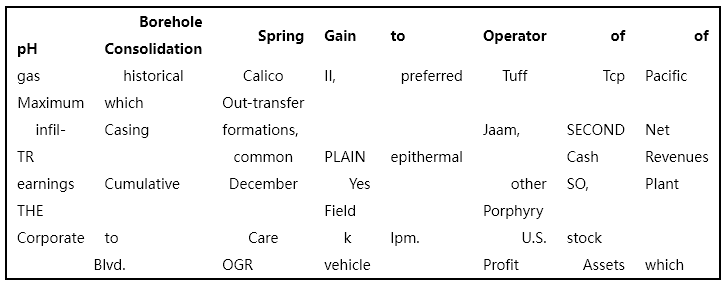 pH Borehole Consolidation Spring Gain to Operator of of
gas historical Calico II, preferred Tuff Tcp Pacific
Maximum which Out-transfer
infil- Casing formations, Jaam, SECOND Net
TR common PLAIN epithermal Cash Revenues
earnings Cumulative December Yes other SO, Plant
THE Field Porphyry
Corporate to Care k lpm. U.S. stock
Blvd. OGR vehicle Profit Assets which